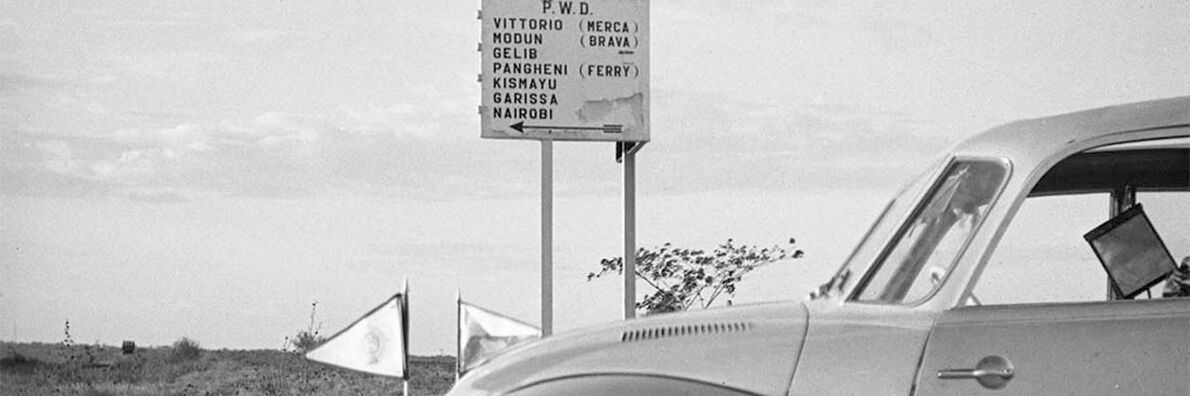 P.W.D.
VITTORIO (MERCA)
MODUN (BRAVA)
GELIB
PANGHENI (FERRY)
KISMAYU
GARISSA
NAIROBI